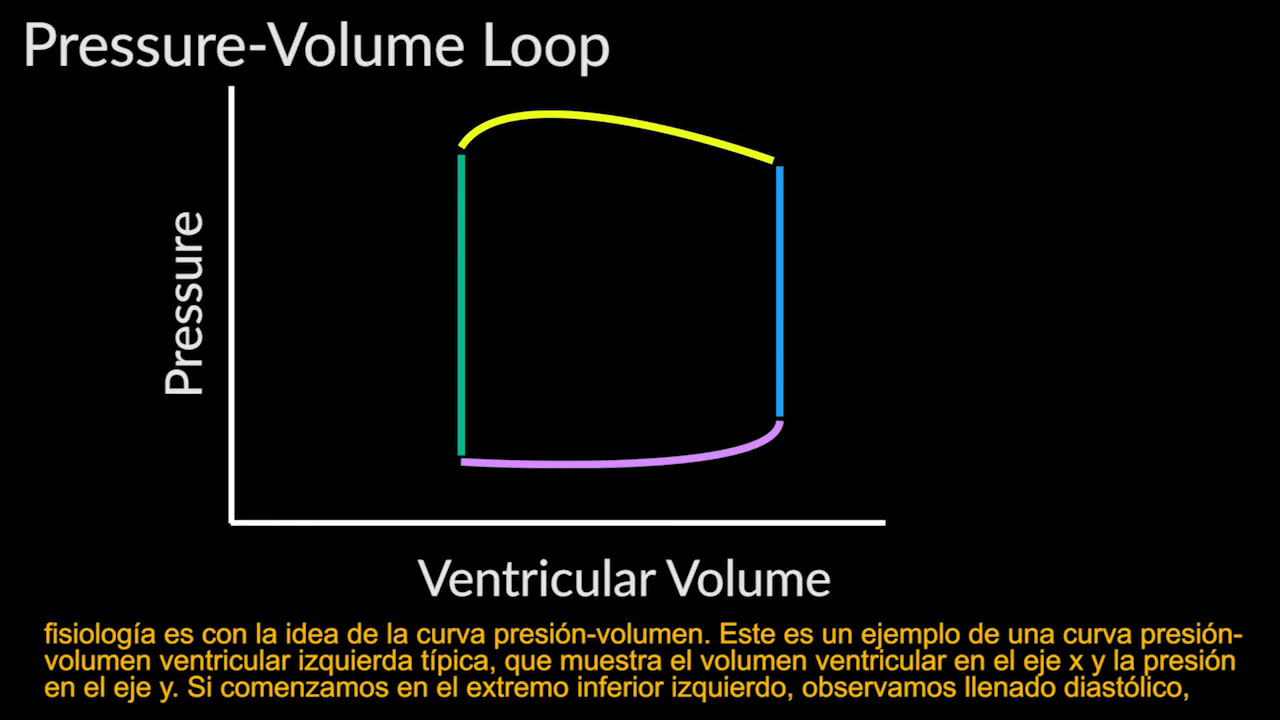 Pressure-Volume Loop
Pressure
Ventricular Volume
fisiología es con la idea de la curva presión-volumen. Este es un ejemplo de una curva presión-
volumen ventricular izquierda típica, que muestra el volumen ventricular en el eje x y la presión
en el eje y. Si comenzamos en el extremo inferior izquierdo, observamos llenado diastólico,